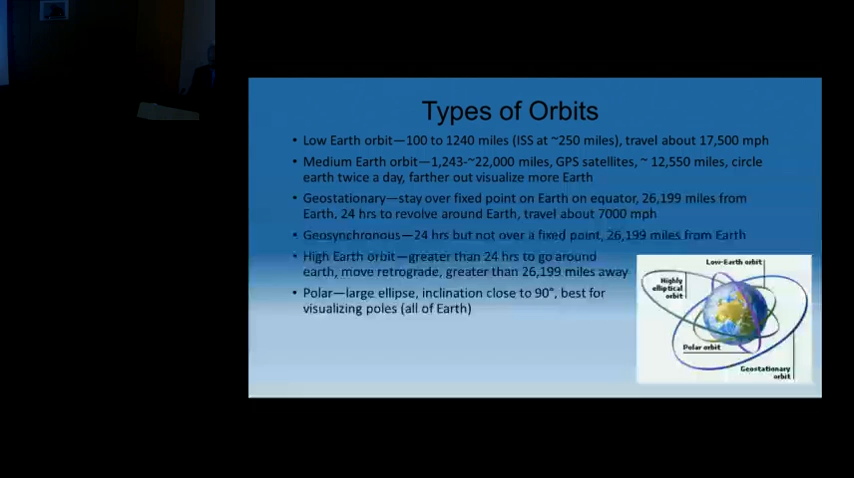 Types of Orbits
• Low Earth orbit—100 to 1240 miles (ISS at ~250 miles), travel about 17,500 mph
• Medium Earth orbit—1,243-~22,000 miles, GPS satellites, ~ 12,550 miles, circle
earth twice a day, farther out visualize more Earth
• Geostationary—stay over fixed point on Earth on equator, 26,199 miles from
Earth, 24 hrs to revolve around Earth, travel about 7000 mph
• Geosynchronous—24 hrs but not over a fixed point, 26,199 miles from Earth
• High Earth orbit—greater than 24 hrs to go around
earth, move retrograde, greater than 26,199 miles away
• Polar—large ellipse, inclination close to 90°, best for
visualizing poles (all of Earth)
Low-Earth orbit
Highly
elliptical
orbit
Polar orbit
Geostationary
orbit